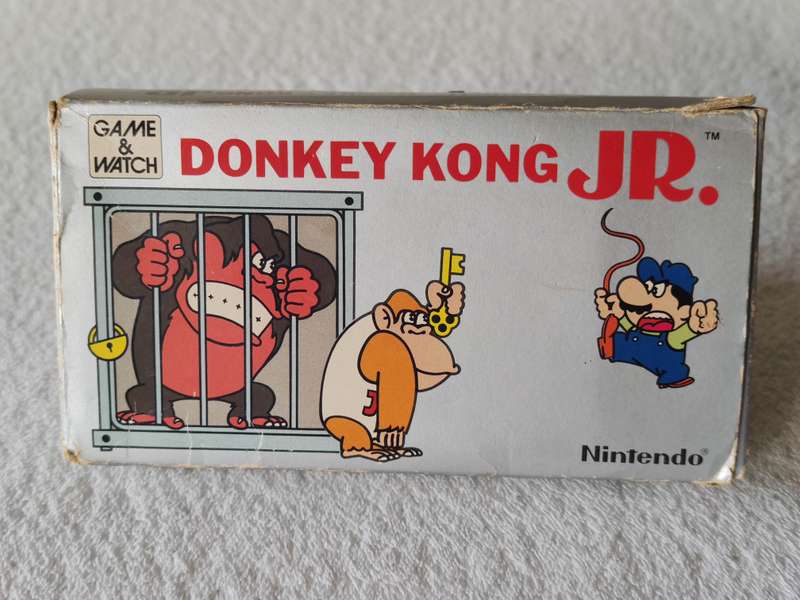 GAME
&
WATCH
DONKEY KONG JR.™
J
Nintendo®